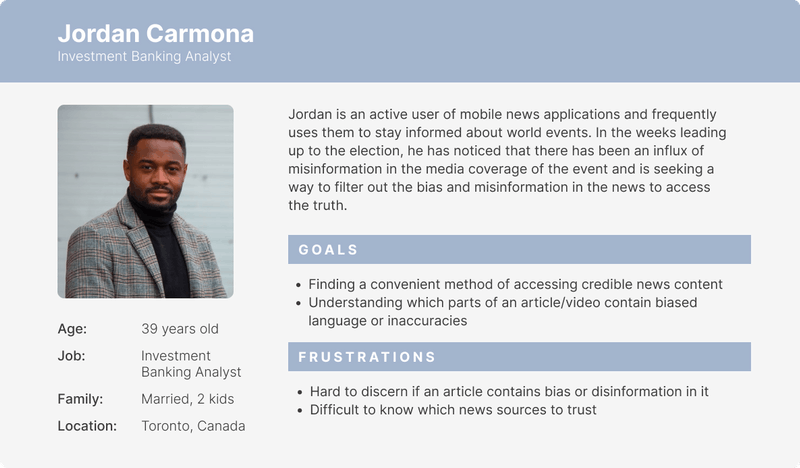 Jordan Carmona
Investment Banking Analyst
Jordan is an active user of mobile news applications and frequently
uses them to stay informed about world events. In the weeks leading
up to the election, he has noticed that there has been an influx of
misinformation in the media coverage of the event and is seeking a
way to filter out the bias and misinformation in the news to access
the truth.
GOALS
• Finding a convenient method of accessing credible news content
• Understanding which parts of an article/video contain biased
language or inaccuracies
FRUSTRATIONS
• Hard to discern if an article contains bias or disinformation in it
• Difficult to know which news sources to trust
Age: 39 years old
Job: Investment
Banking Analyst
Family: Married, 2 kids
Location: Toronto, Canada